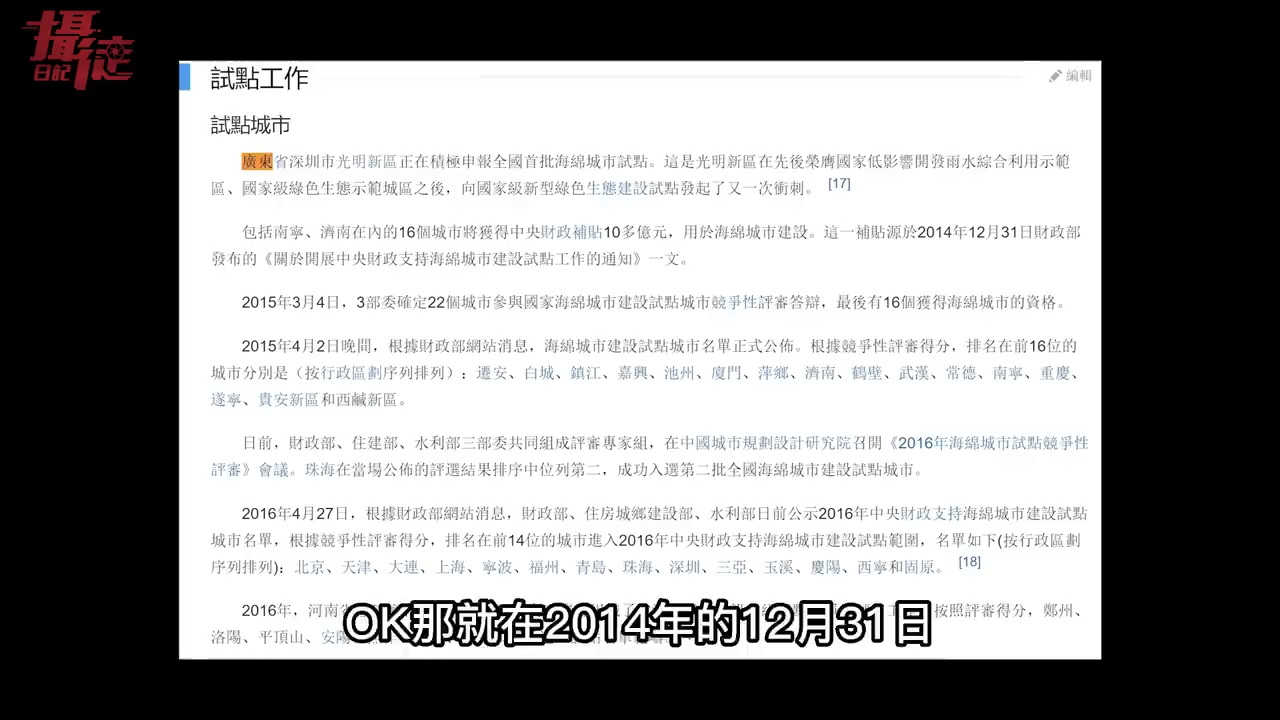 攝徒
日記
試點工作
編輯
試點城市
廣東省深圳市光明新區正在積極申報全國首批海綿城市試點。這是光明新區在先後榮膺國家低影響開發雨水綜合利用示範
區、國家級綠色生態示範城區之後，向國家級新型綠色生態建設試點發起了又一次衝刺。 [17]
包括南寧、濟南在內的16個城市將獲得中央財政補貼10多億元，用於海綿城市建設。這一補貼源於2014年12月31日財政部
發布的《關於開展中央財政支持海綿城市建設試點工作的通知》一文。
2015年3月4日，3部委確定22個城市參與國家海綿城市建設試點城市競爭性評審答辯，最後有16個獲得海綿城市的資格。
2015年4月2日晚間，根據財政部網站消息，海綿城市建設試點城市名單正式公佈。根據競爭性評審得分，排名在前16位的
城市分別是（按行政區劃序列排列）：遷安、白城、鎮江、嘉興、池州、廈門、萍鄉、濟南、鶴壁、武漢、常德、南寧、重慶、
遂寧、貴安新區和西鹹新區。
日前，財政部、住建部、水利部三部委共同組成評審專家組，在中國城市規劃設計研究院召開《2016年海綿城市試點競爭性
評審》會議。珠海在當場公佈的評選結果排序中位列第二，成功入選第二批全國海綿城市建設試點城市。
2016年4月27日，根據財政部網站消息，財政部、住房城鄉建設部、水利部日前公示2016年中央財政支持海綿城市建設試點
城市名單，根據競爭性評審得分，排名在前14位的城市進入2016年中央財政支持海綿城市建設試點範圍，名單如下(按行政區劃
序列排列)：北京、天津、大連、上海、寧波、福州、青島、珠海、深圳、三亞、玉溪、慶陽、西寧和固原。 [18]
2016年，河南省 按照評審得分，鄭州、
洛陽、平頂山、安陽
OK那就在2014年的12月31日